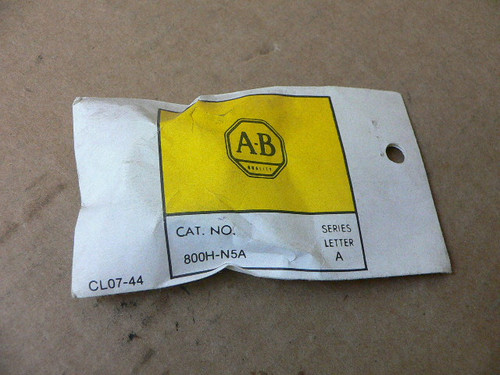 A-B
QUALITY
CAT. NO.
800H-N5A
SERIES
LETTER
A
CL07-44